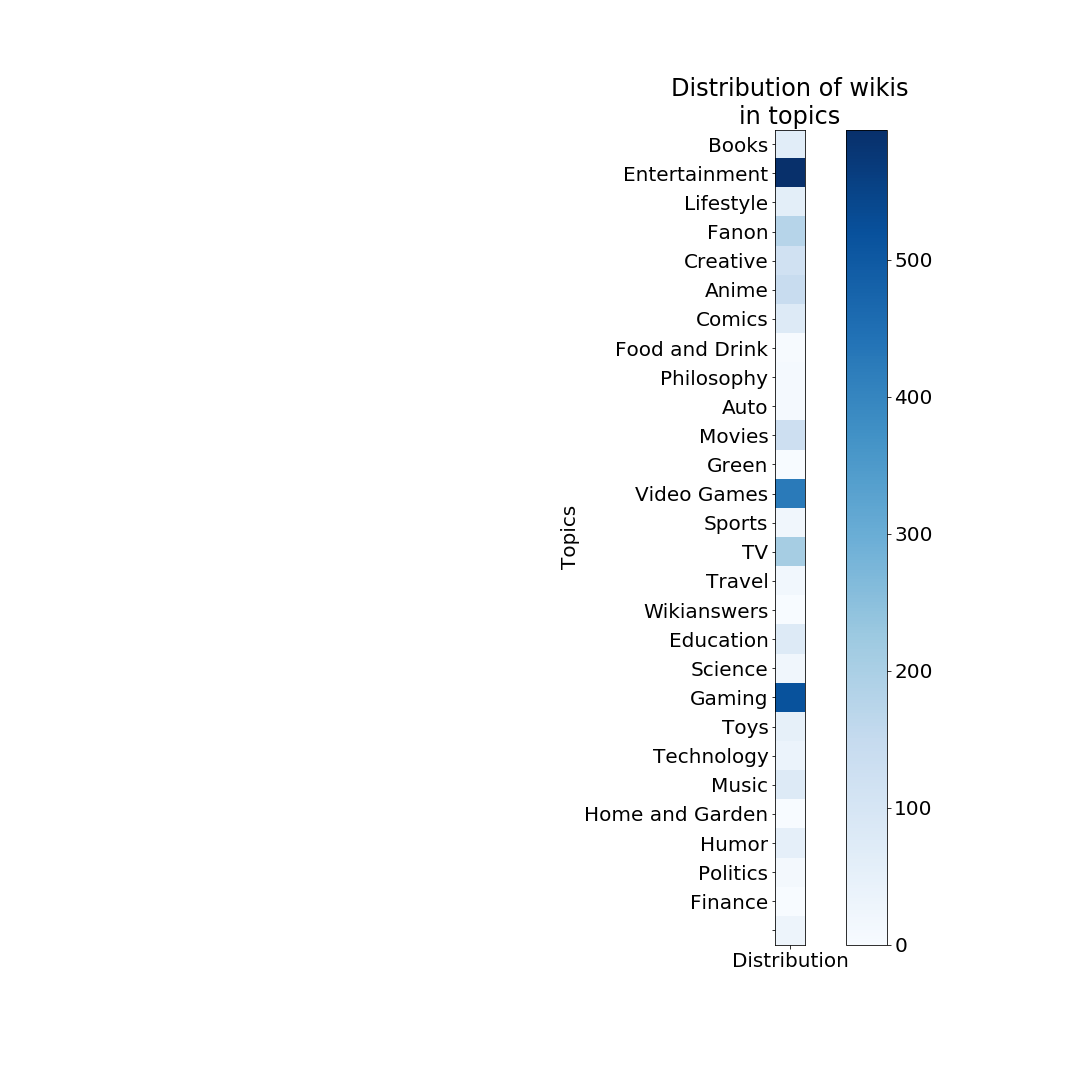 Distribution of wikis
in topics
Books
Entertainment
Lifestyle
Fanon
Creative
Anime
Comics
Food and Drink
Philosophy
Auto
Movies
Green
Video Games
Sports
TV
Travel
Wikianswers
Education
Science
Gaming
Toys
Technology
Music
Home and Garden
Humor
Politics
Finance
Topics
Distribution
500
400
300
200
100
0